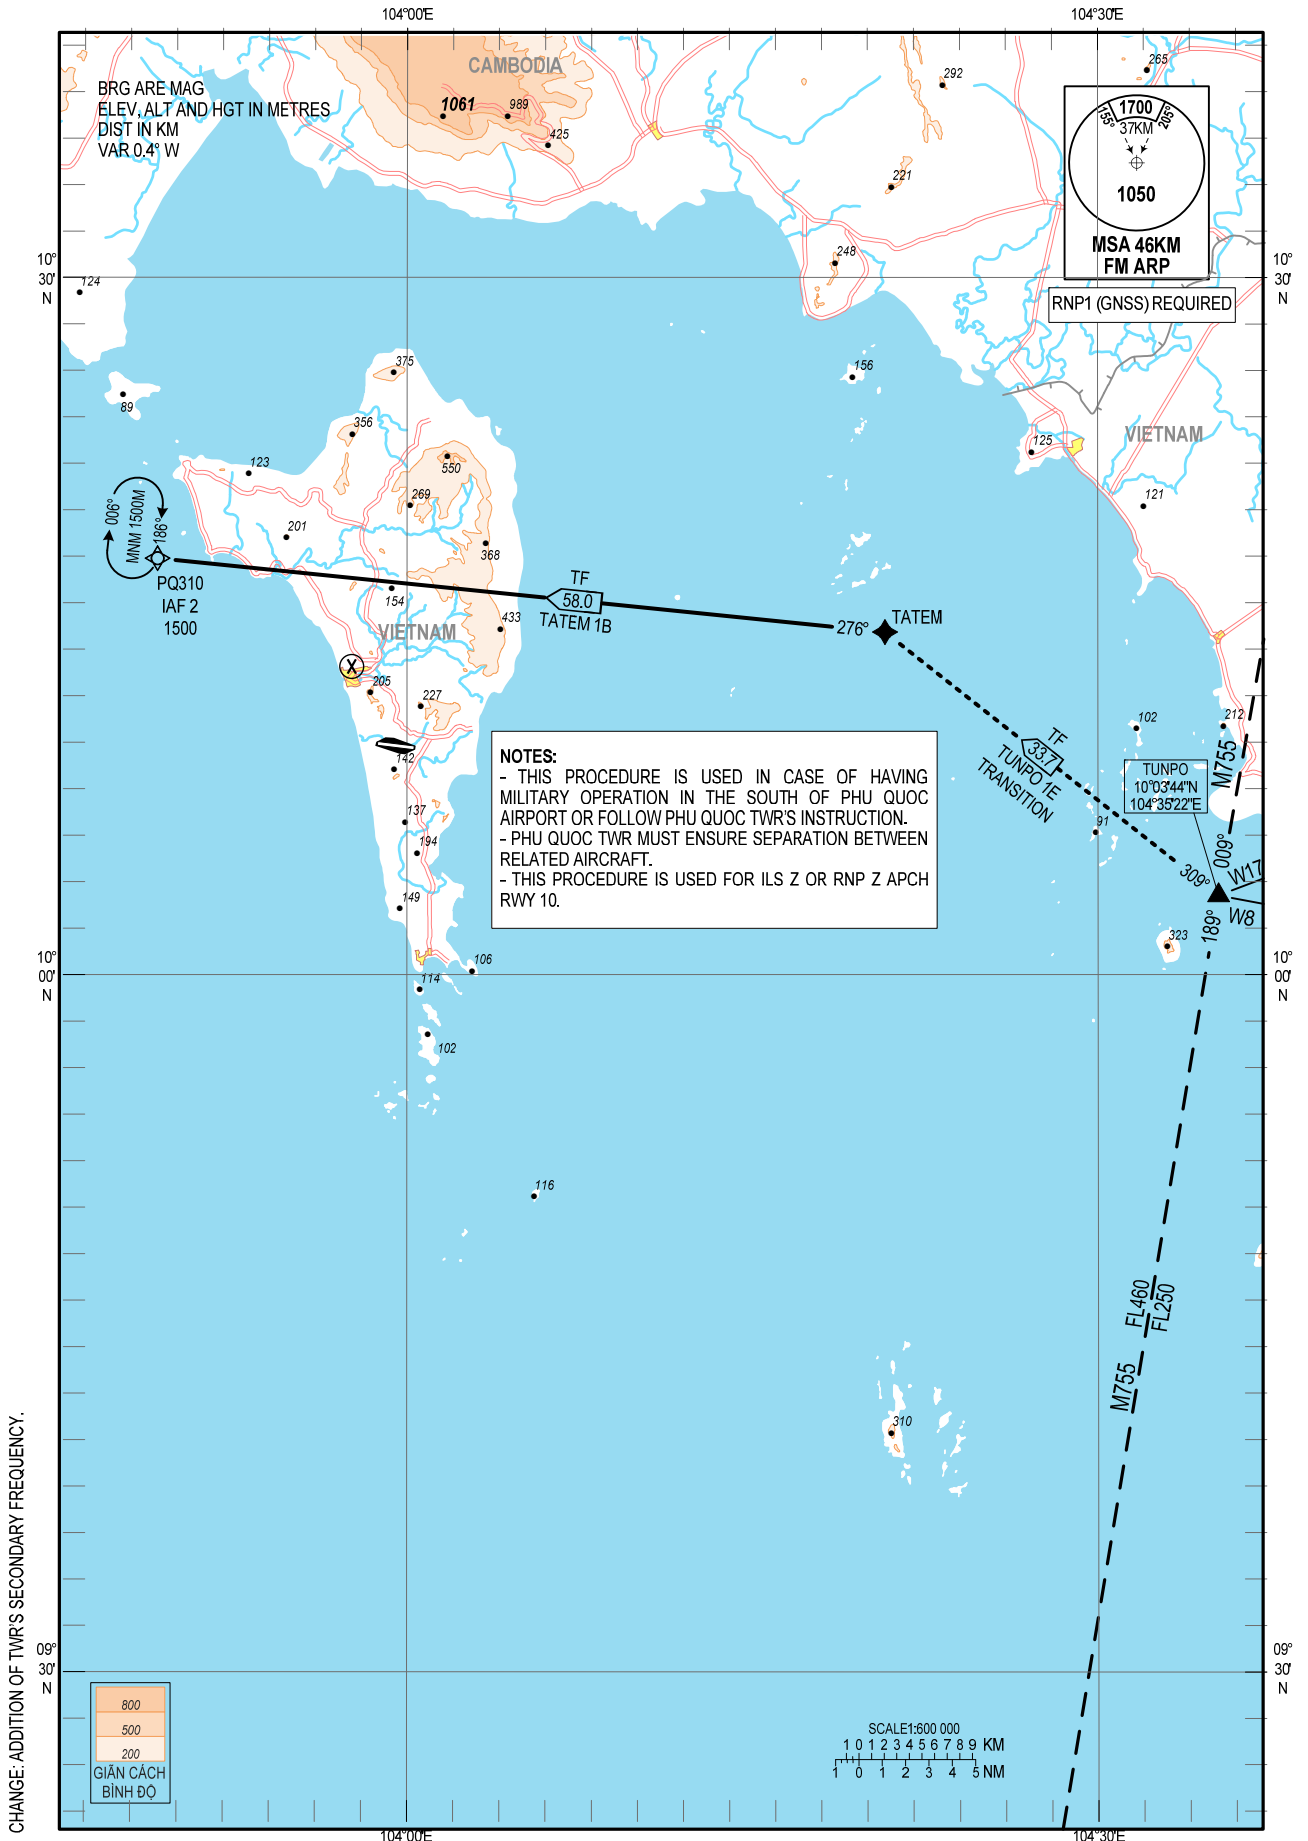 104°00'E
104°30'E
CAMBODIA
BRG ARE MAG
ELEV, ALT AND HGT IN METRES
DIST IN KM
VAR 0.4° W
1061
989
425
292
265
221
248
1700
155°
205°
37KM
1050
MSA 46KM
FM ARP
RNP1 (GNSS) REQUIRED
10°
30'
N
10°
30'
N
124
89
375
356
123
550
269
201
368
156
125
VIETNAM
121
006°
MNM 1500M
186°
PQ310
IAF 2
1500
154
VIETNAM
433
TF
58.0
TATEM 1B
276°
TATEM
205
227
142
137
194
149
106
114
102
TF
33.7
TUNPO 1E
TRANSITION
102
212
91
M755
TUNPO
10°03'44"N
104°35'22"E
009°
309°
W17
W8
189°
323
NOTES:
- THIS PROCEDURE IS USED IN CASE OF HAVING
MILITARY OPERATION IN THE SOUTH OF PHU QUOC
AIRPORT OR FOLLOW PHU QUOC TWR'S INSTRUCTION.
- PHU QUOC TWR MUST ENSURE SEPARATION BETWEEN
RELATED AIRCRAFT.
- THIS PROCEDURE IS USED FOR ILS Z OR RNP Z APCH
RWY 10.
10°
00'
N
10°
00'
N
116
FL460
FL250
M755
310
09°
30'
N
09°
30'
N
800
500
200
GIÃN CÁCH
BÌNH ĐỘ
SCALE1:600 000
1 0 1 2 3 4 5 6 7 8 9 KM
1 0 1 2 3 4 5 NM
104°00'E
104°30'E
CHANGE: ADDITION OF TWR'S SECONDARY FREQUENCY.
X